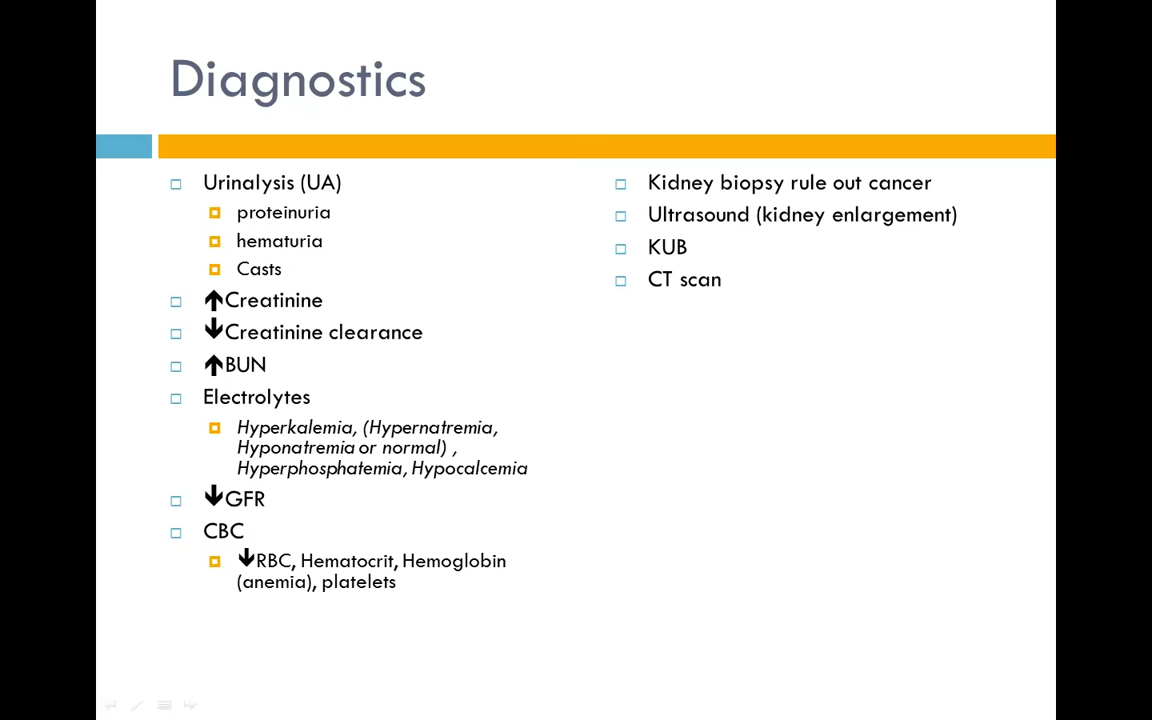 Diagnostics
Urinalysis (UA)
proteinuria
hematuria
Casts
↑Creatinine
↓Creatinine clearance
↑BUN
Electrolytes
Hyperkalemia, (Hypernatremia,
Hyponatremia or normal) ,
Hyperphosphatemia, Hypocalcemia
↓GFR
CBC
↓RBC, Hematocrit, Hemoglobin
(anemia), platelets
Kidney biopsy rule out cancer
Ultrasound (kidney enlargement)
KUB
CT scan